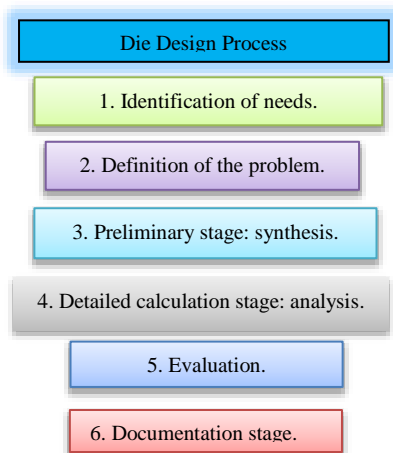 Die Design Process
1. Identification of needs.
2. Definition of the problem.
3. Preliminary stage: synthesis.
4. Detailed calculation stage: analysis.
5. Evaluation.
6. Documentation stage.